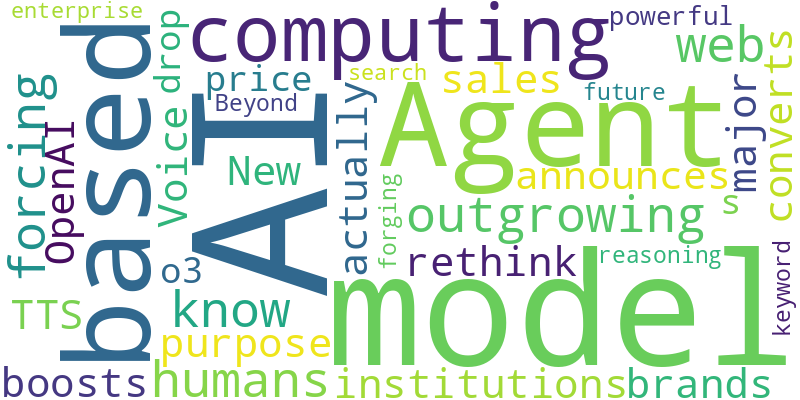 enterprise
based
forcing
OpenAI
Voice
drop
computing
powerful
web
price
search
sales
Beyond
future
converts
AI
actually
Agent
major
New
announces
forging
outgrowing
s
o3
rethink
reasoning
keyword
TTS
know
model
purpose
boosts
humans
institutions
brands